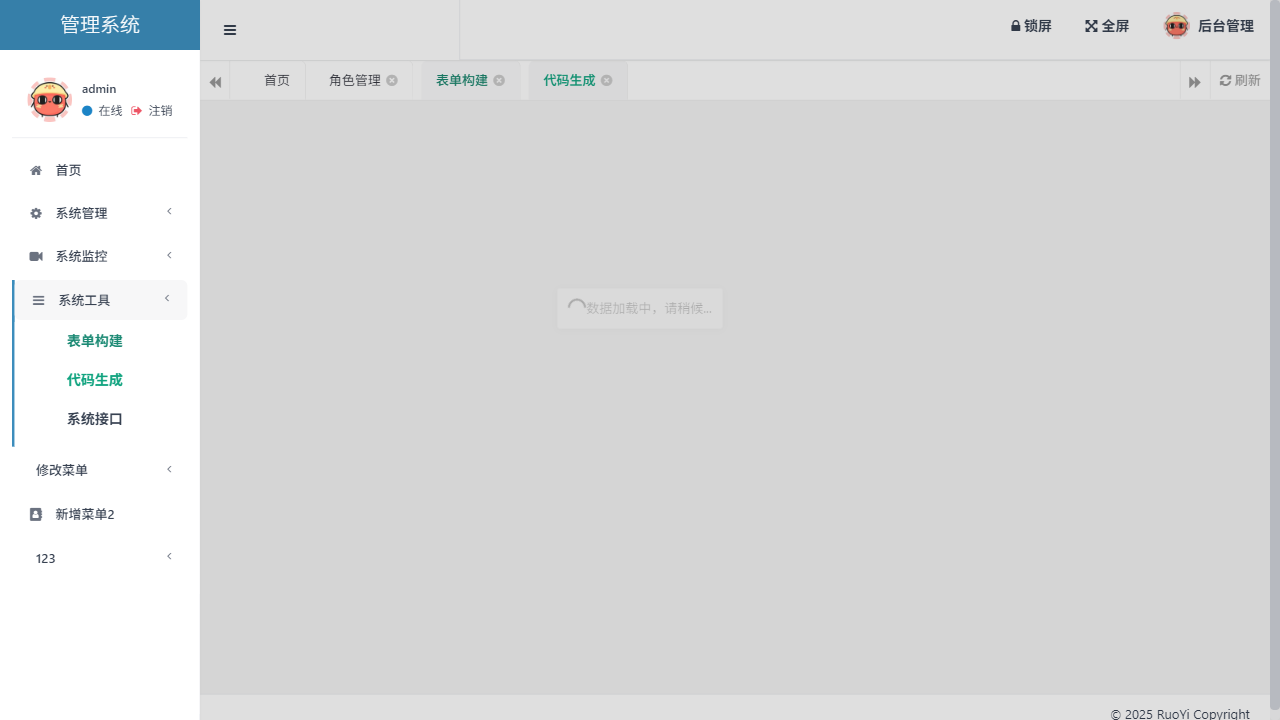 管理系统
锁屏 全屏 后台管理
首页 角色管理 表单构建 代码生成 刷新
admin
在线 注销
首页
系统管理
系统监控
系统工具
表单构建
代码生成
系统接口
修改菜单
新增菜单2
123
数据加载中，请稍候...
© 2025 RuoYi Copyright